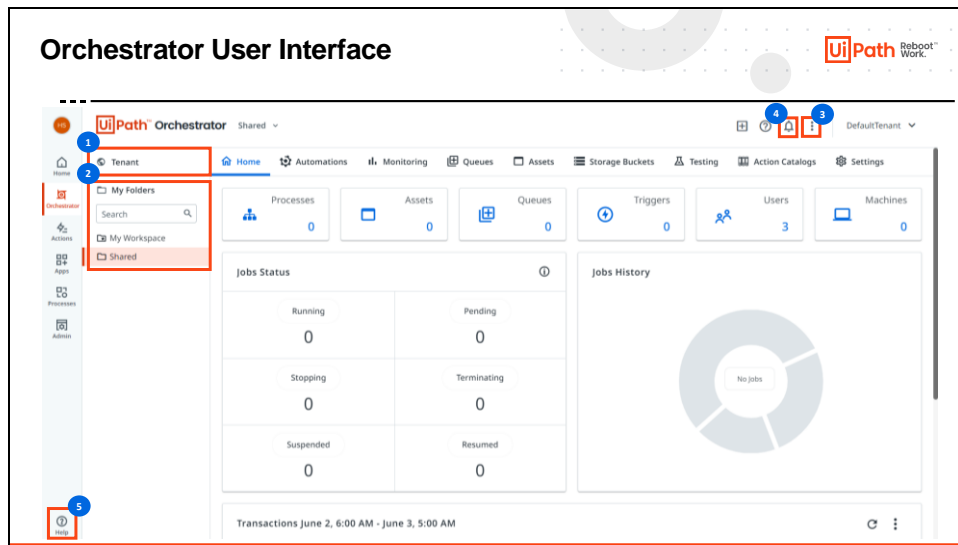 Orchestrator User Interface
UiPath™ Reboot Work.™
HS
UiPath™ Orchestrator Shared
4
3
DefaultTenant
1
Tenant
2
My Folders
Search
My Workspace
Shared
Home
Orchestrator
Actions
Apps
Processes
Admin
5
Help
Home Automations Monitoring Queues Assets Storage Buckets Testing Action Catalogs Settings
Processes
0
Assets
0
Queues
0
Triggers
0
Users
3
Machines
0
Jobs Status
Running
0
Pending
0
Stopping
0
Terminating
0
Suspended
0
Resumed
0
Jobs History
No jobs
Transactions June 2, 6:00 AM - June 3, 5:00 AM